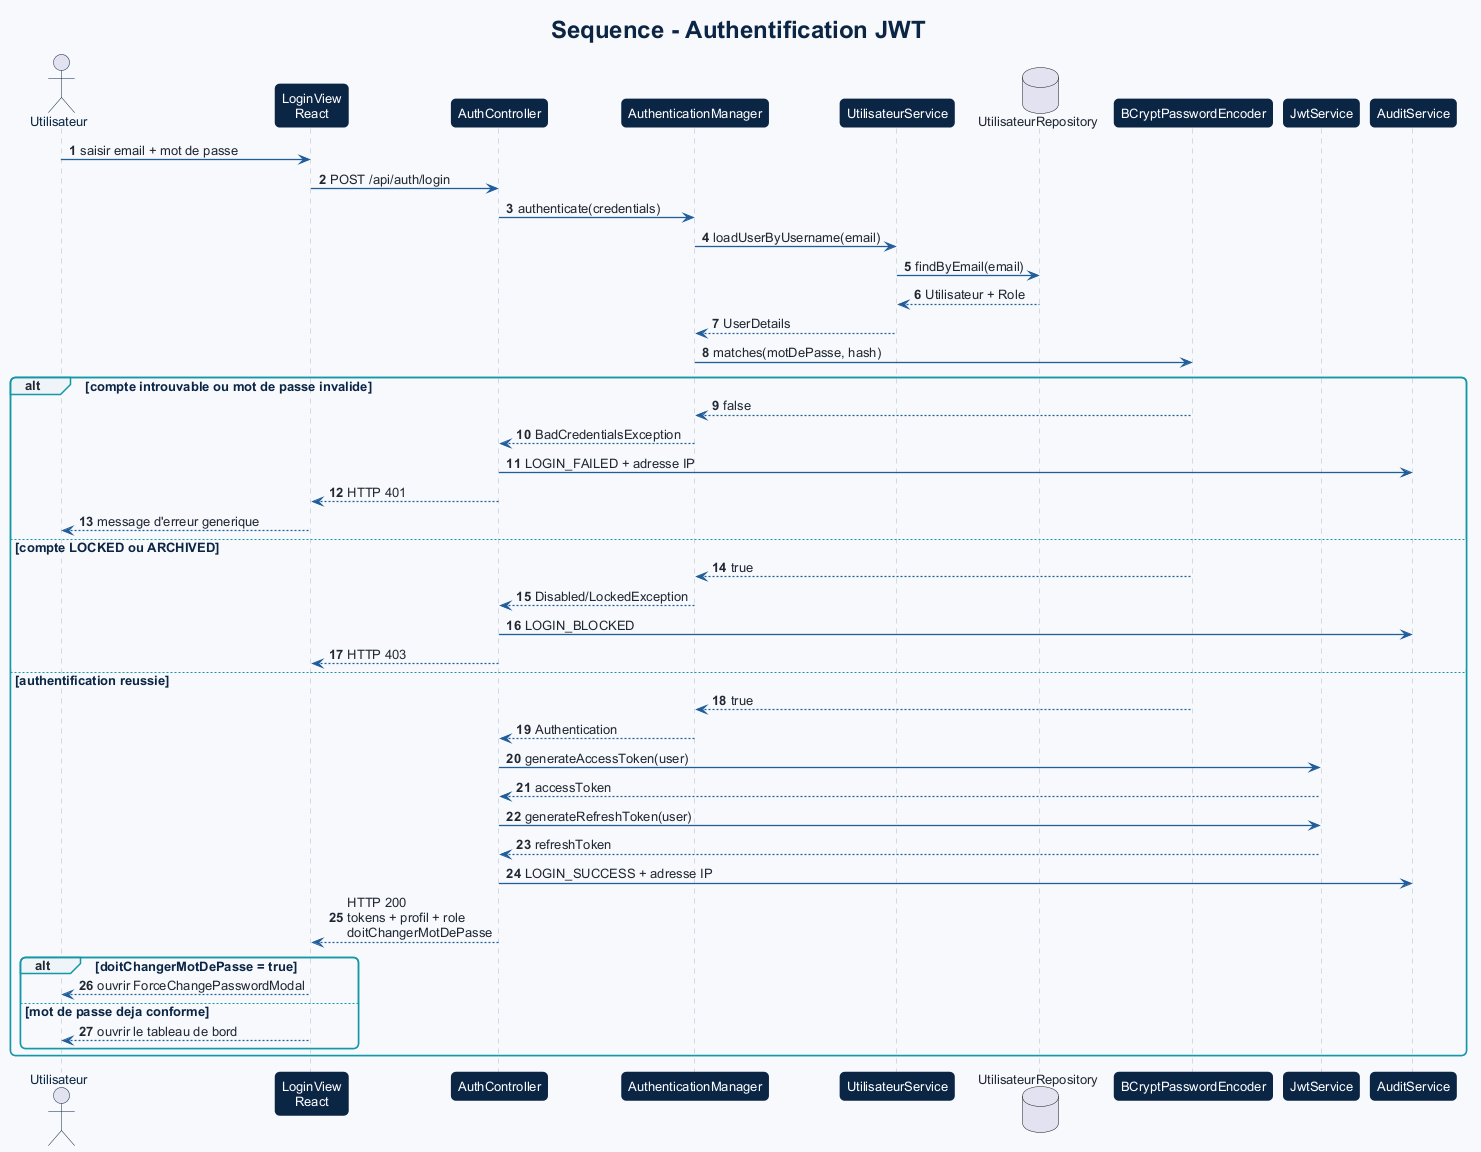 Sequence - Authentification JWT
Utilisateur
LoginView
React
AuthController
AuthenticationManager
UtilisateurService
UtilisateurRepository
BCryptPasswordEncoder
JwtService
AuditService
1 saisir email + mot de passe
2 POST /api/auth/login
3 authenticate(credentials)
4 loadUserByUsername(email)
5 findByEmail(email)
6 Utilisateur + Role
7 UserDetails
8 matches(motDePasse, hash)
alt [compte introuvable ou mot de passe invalide]
9 false
10 BadCredentialsException
11 LOGIN_FAILED + adresse IP
12 HTTP 401
13 message d'erreur generique
[compte LOCKED ou ARCHIVED]
14 true
15 Disabled/LockedException
16 LOGIN_BLOCKED
17 HTTP 403
[authentification reussie]
18 true
19 Authentication
20 generateAccessToken(user)
21 accessToken
22 generateRefreshToken(user)
23 refreshToken
24 LOGIN_SUCCESS + adresse IP
HTTP 200
25 tokens + profil + role
doitChangerMotDePasse
alt [doitChangerMotDePasse = true]
26 ouvrir ForceChangePasswordModal
[mot de passe deja conforme]
27 ouvrir le tableau de bord
Utilisateur
LoginView
React
AuthController
AuthenticationManager
UtilisateurService
UtilisateurRepository
BCryptPasswordEncoder
JwtService
AuditService